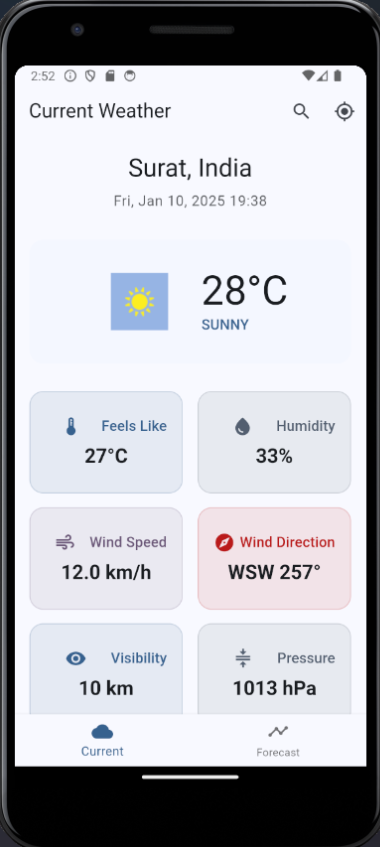 2:52
Current Weather
Surat, India
Fri, Jan 10, 2025 19:38
28°C
SUNNY
Feels Like
27°C
Humidity
33%
Wind Speed
12.0 km/h
Wind Direction
WSW 257°
Visibility
10 km
Pressure
1013 hPa
Current
Forecast